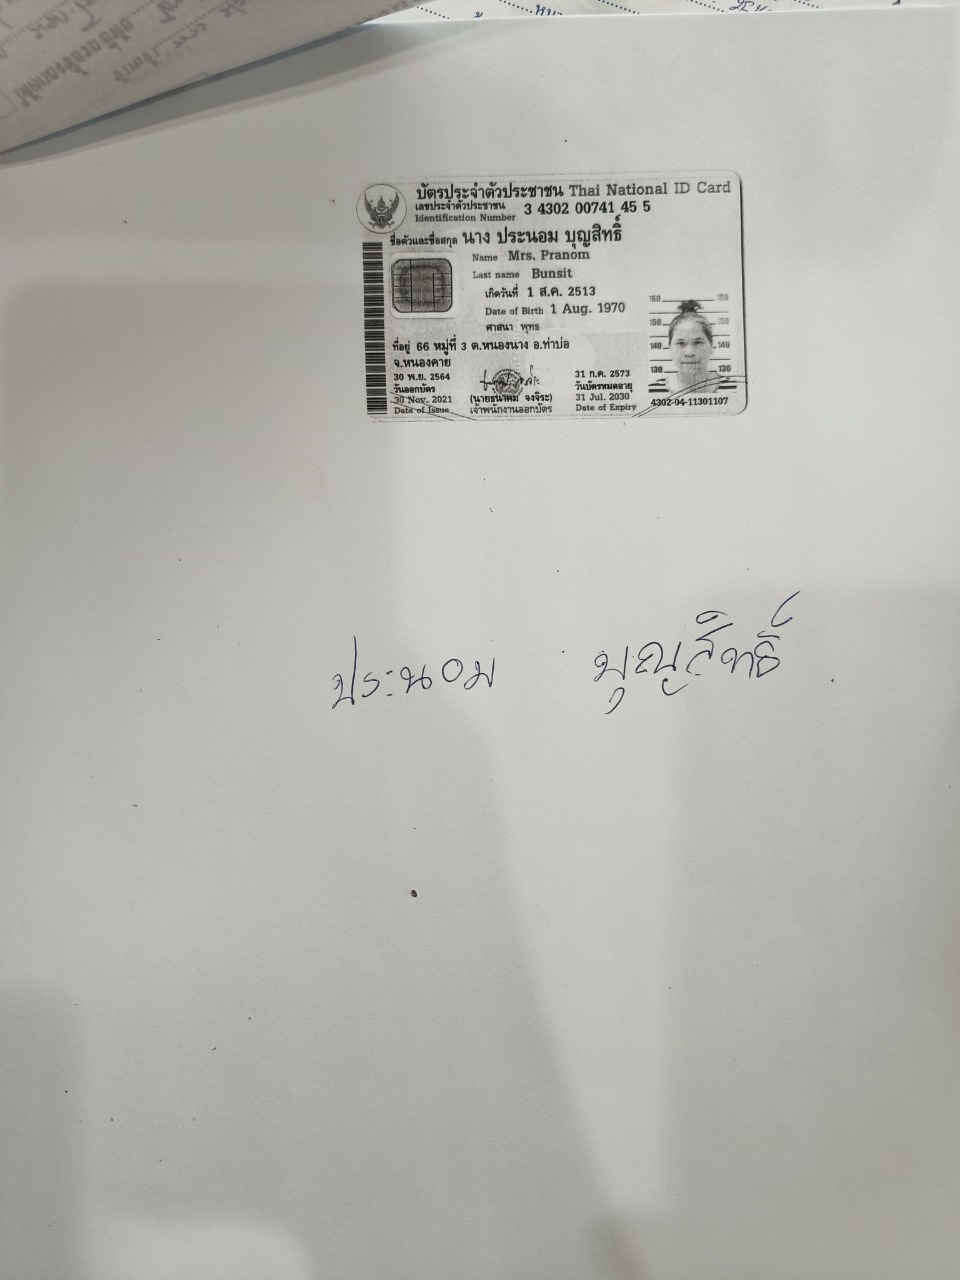 บัตรประจำตัวประชาชน Thai National ID Card
เลขประจำตัวประชาชน
Identification Number
3 4302 00741 45 5
ชื่อตัวและชื่อสกุล นาง ประนอม บุญสิทธิ์
Name Mrs. Pranom
Last name Bunsit
เกิดวันที่ 1 ส.ค. 2513
Date of Birth 1 Aug. 1970
ศาสนา พุทธ
ที่อยู่ 66 หมู่ที่ 3 ต.หนองนาง อ.ท่าบ่อ
จ.หนองคาย
30 พ.ย. 2564
วันออกบัตร
30 Nov. 2021
Date of Issue
(นายธนาคม จงจิระ)
เจ้าพนักงานออกบัตร
31 ก.ค. 2573
วันบัตรหมดอายุ
31 Jul. 2030
Date of Expiry
160 160
150 150
140 140
130 130
4302-04-11301107
ประนอม บุญสิทธิ์